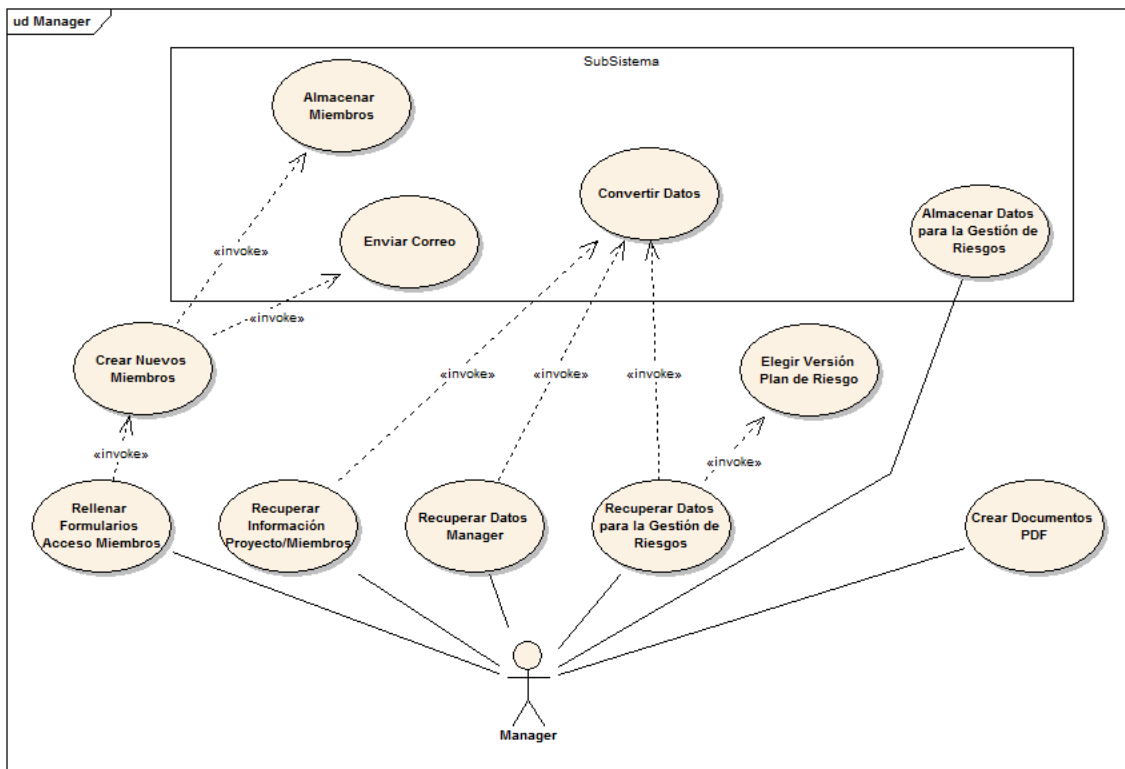 ud Manager
SubSistema
Almacenar
Miembros
Convertir Datos
Almacenar Datos
para la Gestión de
Riesgos
Enviar Correo
«invoke»
«invoke»
Crear Nuevos
Miembros
Elegir Versión
Plan de Riesgo
«invoke»
«invoke»
«invoke»
«invoke»
«invoke»
Rellenar
Formularios
Acceso Miembros
Recuperar
Información
Proyecto/Miembros
Recuperar Datos
Manager
Recuperar Datos
para la Gestión de
Riesgos
Crear Documentos
PDF
Manager